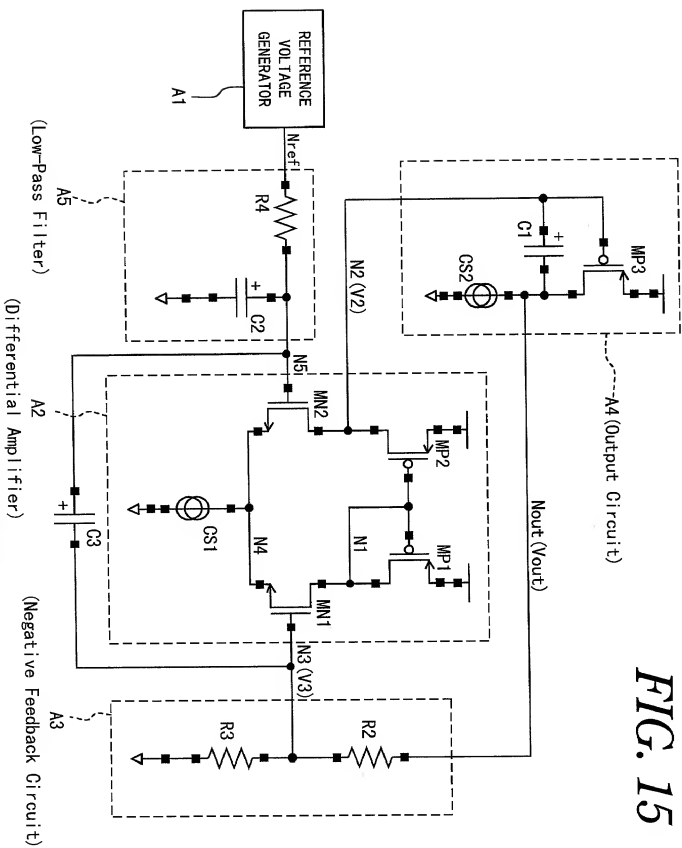 FIG. 15
A4(Output Circuit)
MP3
C1
+
CS2
Nout(Vout)
N2(V2)
MP2
MP1
N1
REFERENCE
VOLTAGE
GENERATOR
A1
Nref
R4
+
C2
N5
MN2
N4
MN1
CS1
N3(V3)
R2
R3
A5
(Low-Pass Filter)
A2
(Differential Amplifier)
+
C3
A3
(Negative Feedback Circuit)